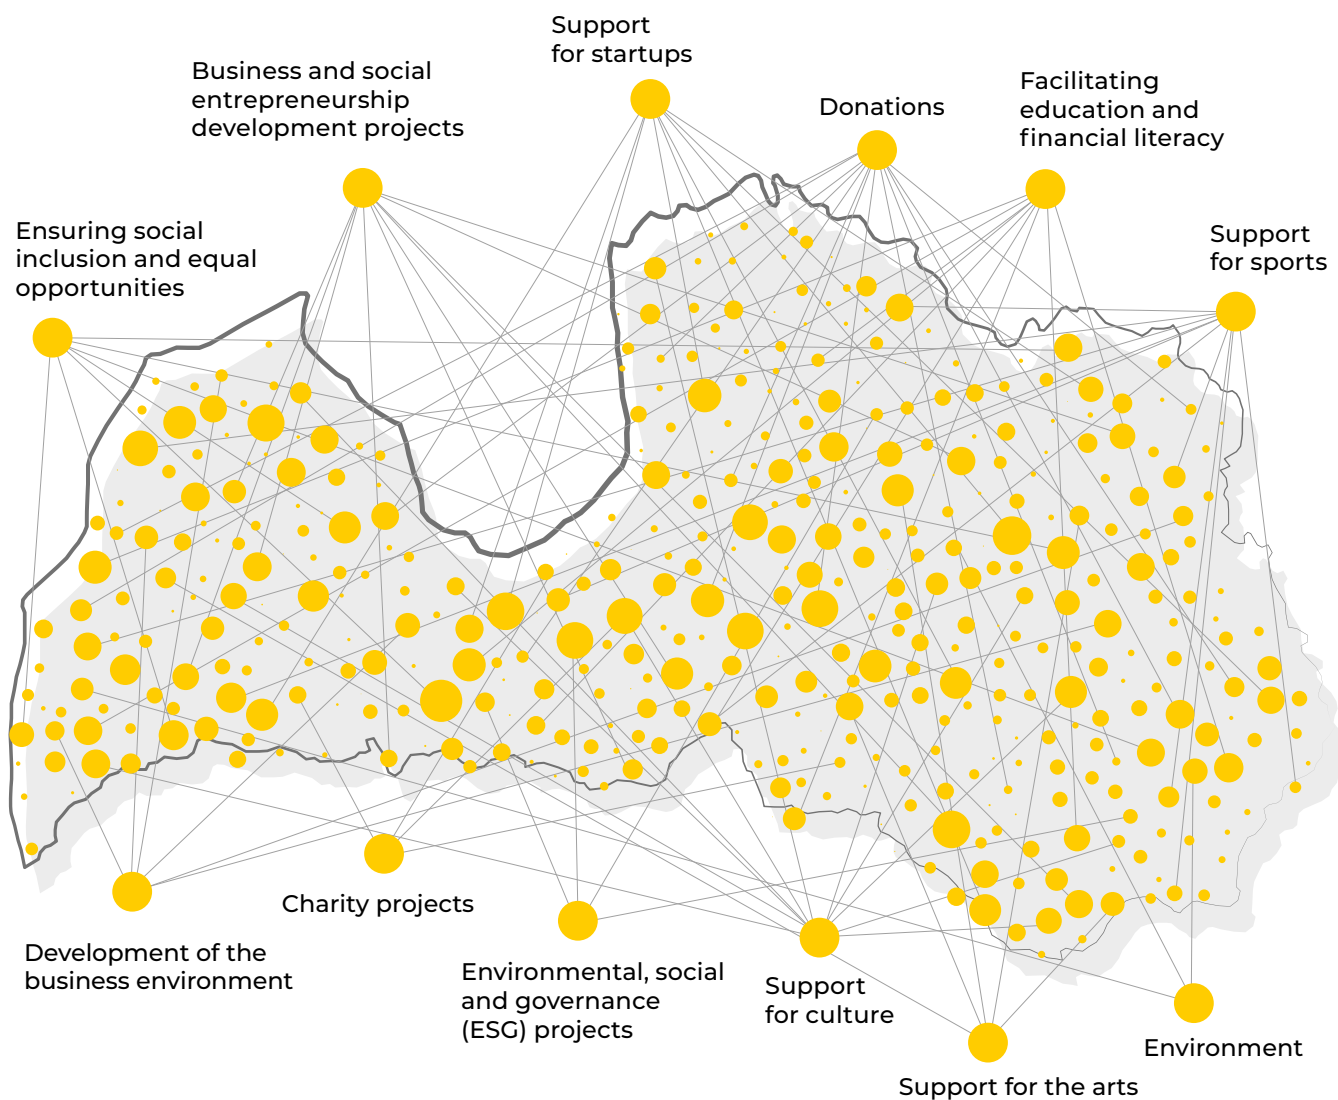 Support
for startups
Business and social
entrepreneurship
development projects
Donations
Facilitating
education and
financial literacy
Ensuring social
inclusion and equal
opportunities
Support
for sports
Charity projects
Development of the
business environment
Environmental, social
and governance
(ESG) projects
Support
for culture
Environment
Support for the arts